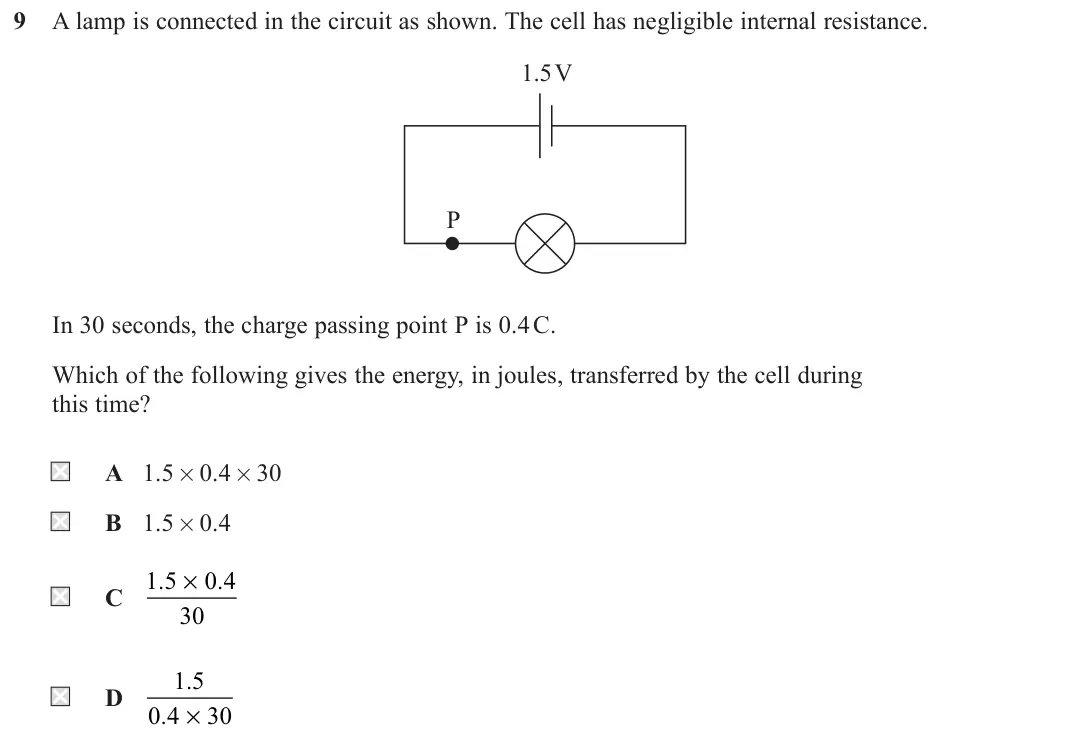 9 A lamp is connected in the circuit as shown. The cell has negligible internal resistance.
1.5 V
P
In 30 seconds, the charge passing point P is 0.4 C.
Which of the following gives the energy, in joules, transferred by the cell during
this time?
A 1.5 × 0.4 × 30
B 1.5 × 0.4
C 1.5 × 0.4
30
D 1.5
0.4 × 30